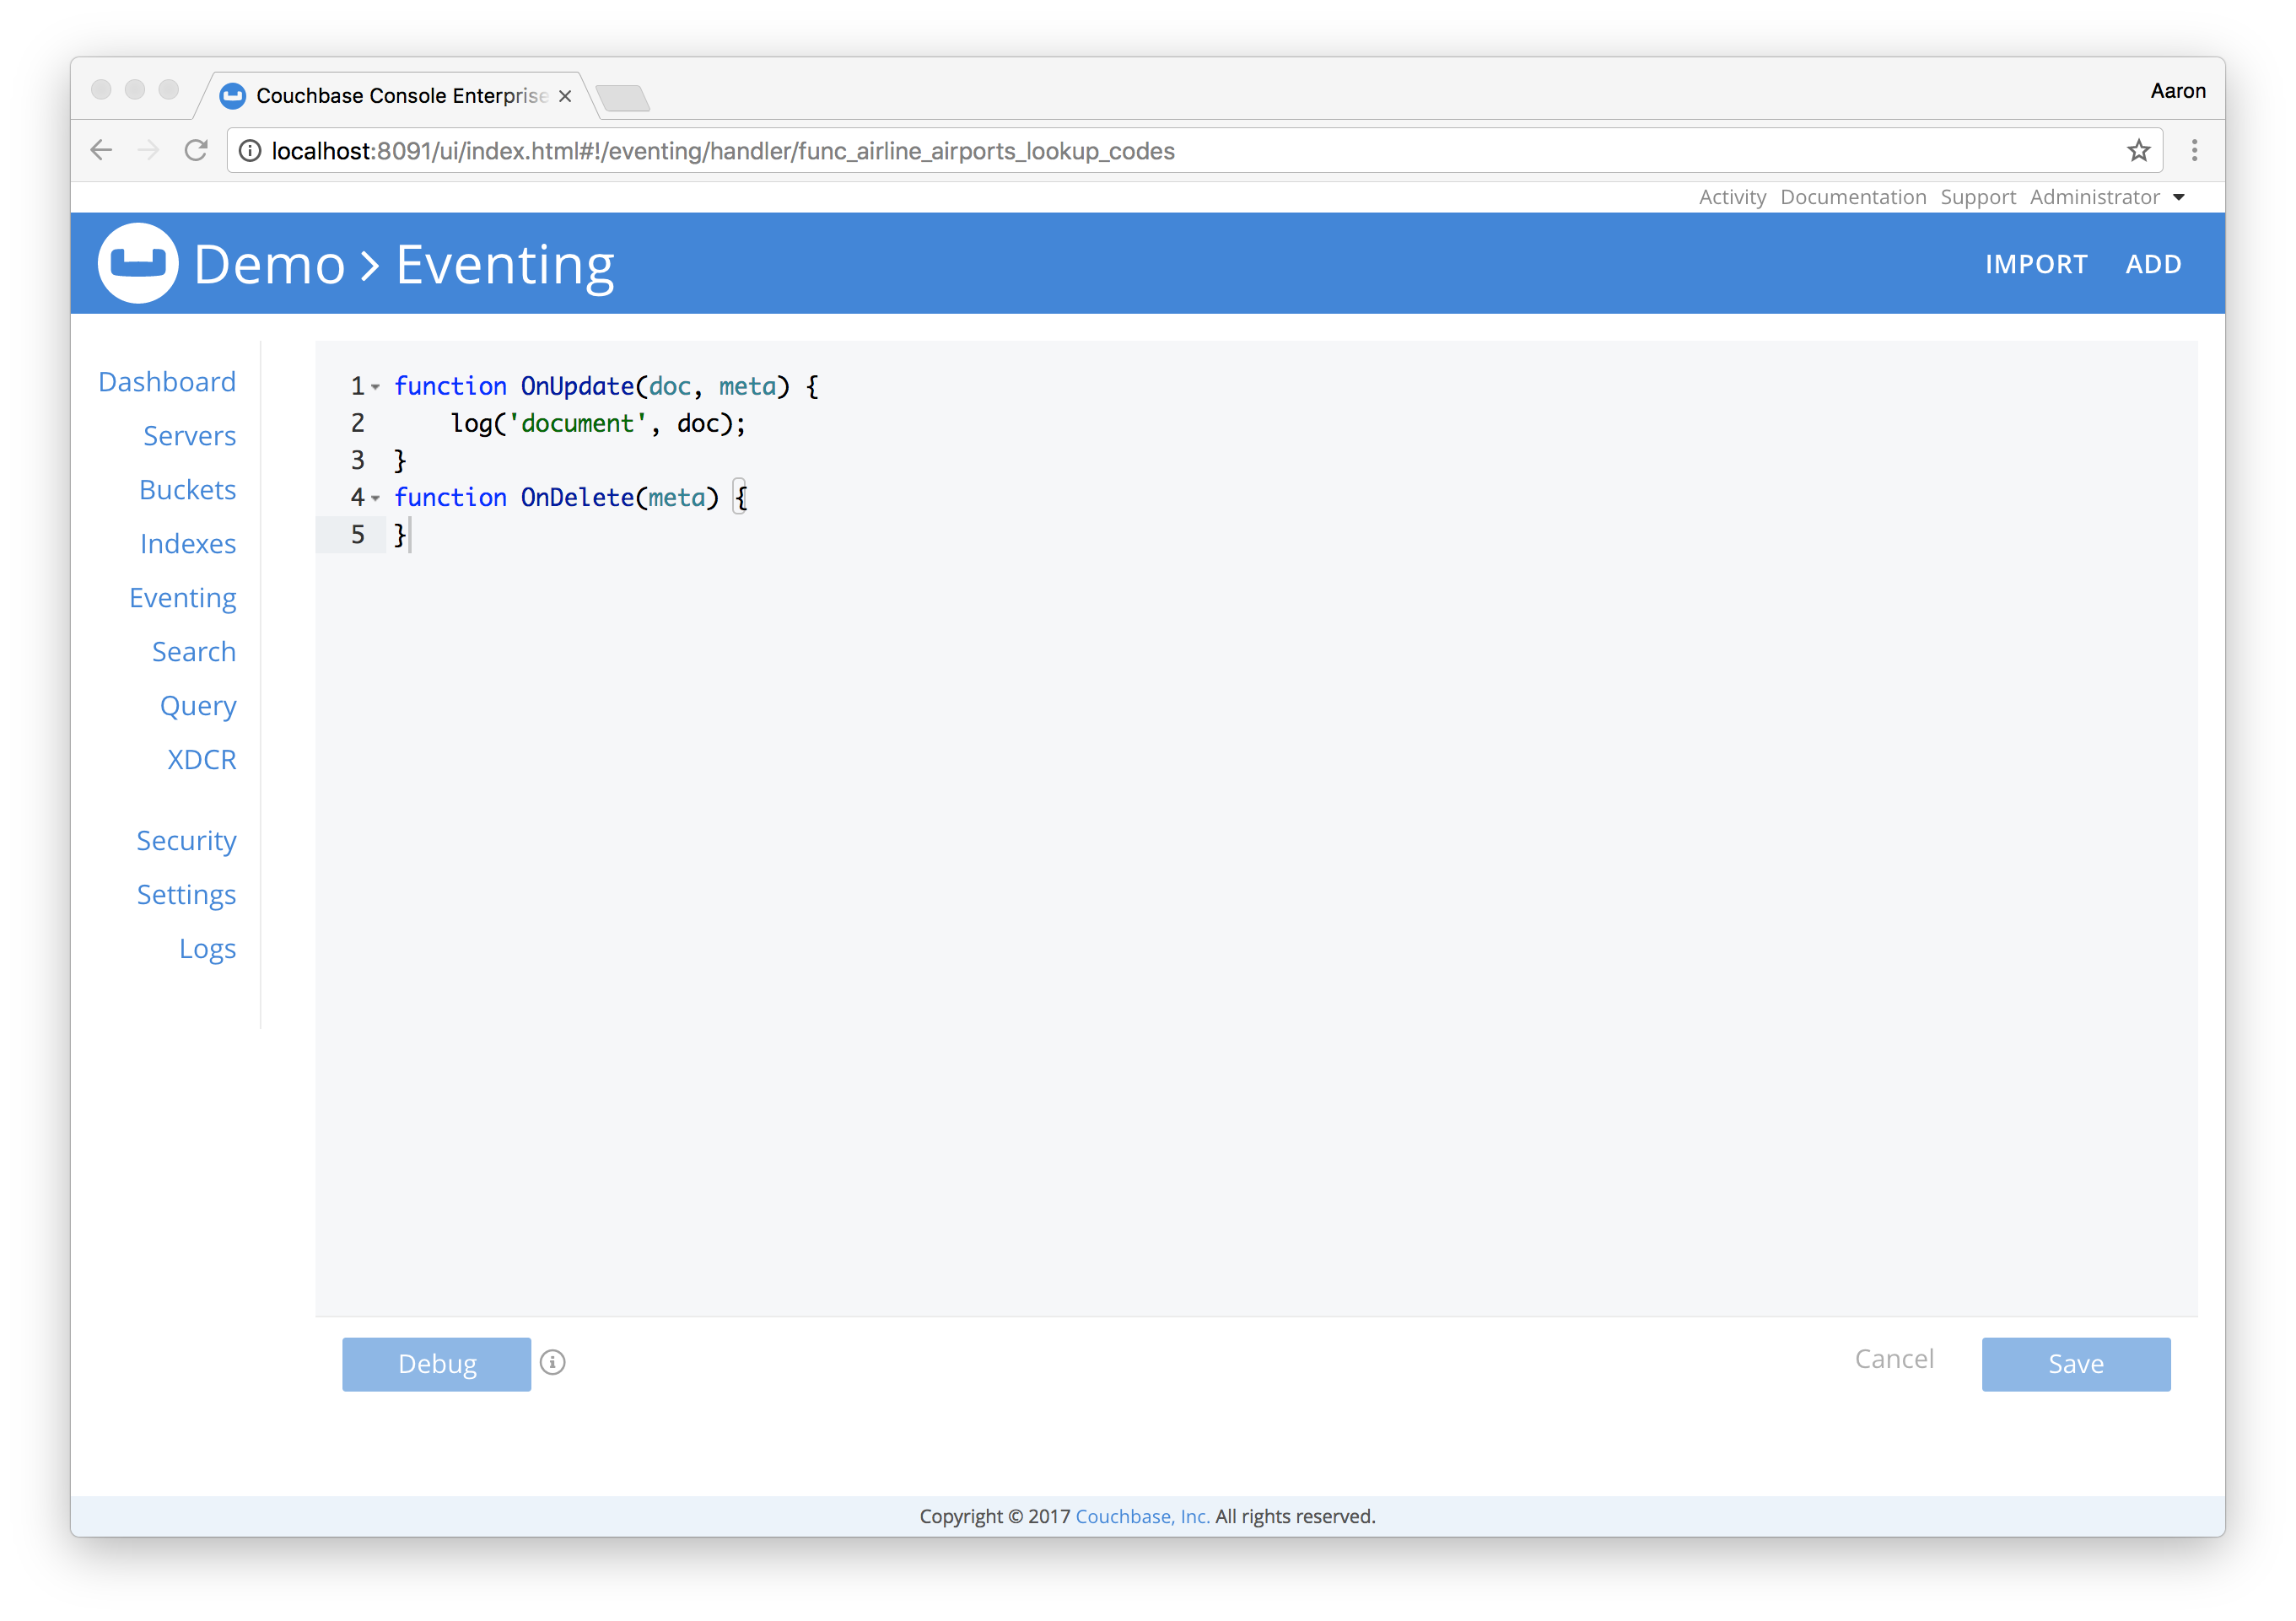 Couchbase Console Enterprise
Aaron
localhost:8091/ui/index.html#!/eventing/handler/func_airline_airports_lookup_codes
Activity Documentation Support Administrator
Demo > Eventing
IMPORT ADD
Dashboard
Servers
Buckets
Indexes
Eventing
Search
Query
XDCR
Security
Settings
Logs
1 function OnUpdate(doc, meta) {
2     log('document', doc);
3 }
4 function OnDelete(meta) {
5 }
Debug
Cancel
Save
Copyright © 2017 Couchbase, Inc. All rights reserved.